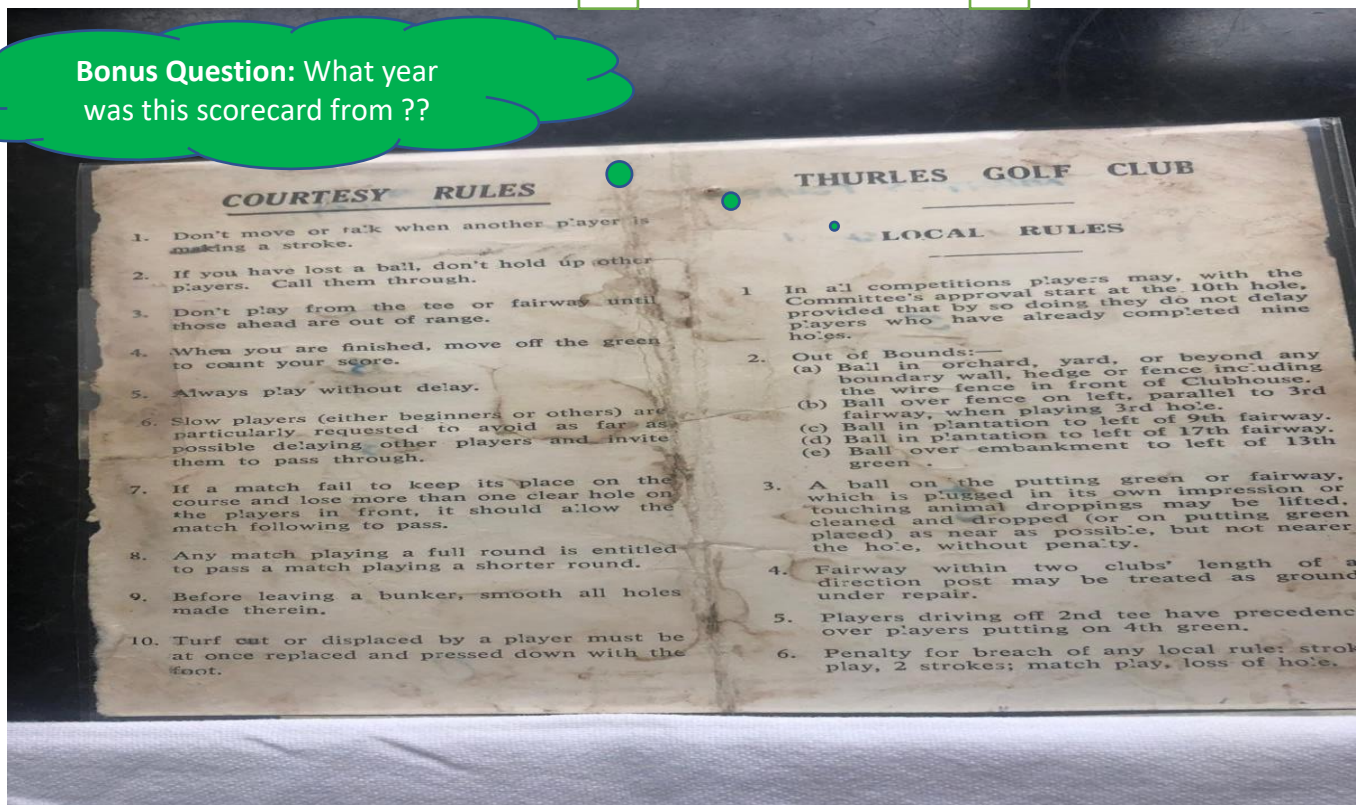 Bonus Question: What year
was this scorecard from ??
COURTESY RULES
1. Don't move or talk when another player is
making a stroke.
2. If you have lost a ball, don't hold up other
players. Call them through.
3. Don't play from the tee or fairway until
those ahead are out of range.
4. When you are finished, move off the green
to count your score.
5. Always play without delay.
6. Slow players (either beginners or others) are
particularly requested to avoid as far as
possible delaying other players and invite
them to pass through.
7. If a match fail to keep its place on the
course and lose more than one clear hole on
the players in front, it should allow the
match following to pass.
8. Any match playing a full round is entitled
to pass a match playing a shorter round.
9. Before leaving a bunker, smooth all holes
made therein.
10. Turf cut or displaced by a player must be
at once replaced and pressed down with the
foot.
THURLES GOLF CLUB
LOCAL RULES
1 In all competitions players may, with the
Committee's approval start at the 10th hole,
provided that by so doing they do not delay
players who have already completed nine
holes.
2. Out of Bounds:—
(a) Ball in orchard, yard, or beyond any
boundary wall, hedge or fence including
the wire fence in front of Clubhouse.
(b) Ball over fence on left, parallel to 3rd
fairway, when playing 3rd hole.
(c) Ball in plantation to left of 9th fairway.
(d) Ball in plantation to left of 17th fairway.
(e) Ball over embankment to left of 13th
green .
3. A ball on the putting green or fairway,
which is plugged in its own impression or
touching animal droppings may be lifted,
cleaned and dropped (or on putting green
placed) as near as possible, but not nearer
the hole, without penalty.
4. Fairway within two clubs' length of a
direction post may be treated as ground
under repair.
5. Players driving off 2nd tee have precedenc
over players putting on 4th green.
6. Penalty for breach of any local rule: strok
play, 2 strokes; match play, loss of hole.